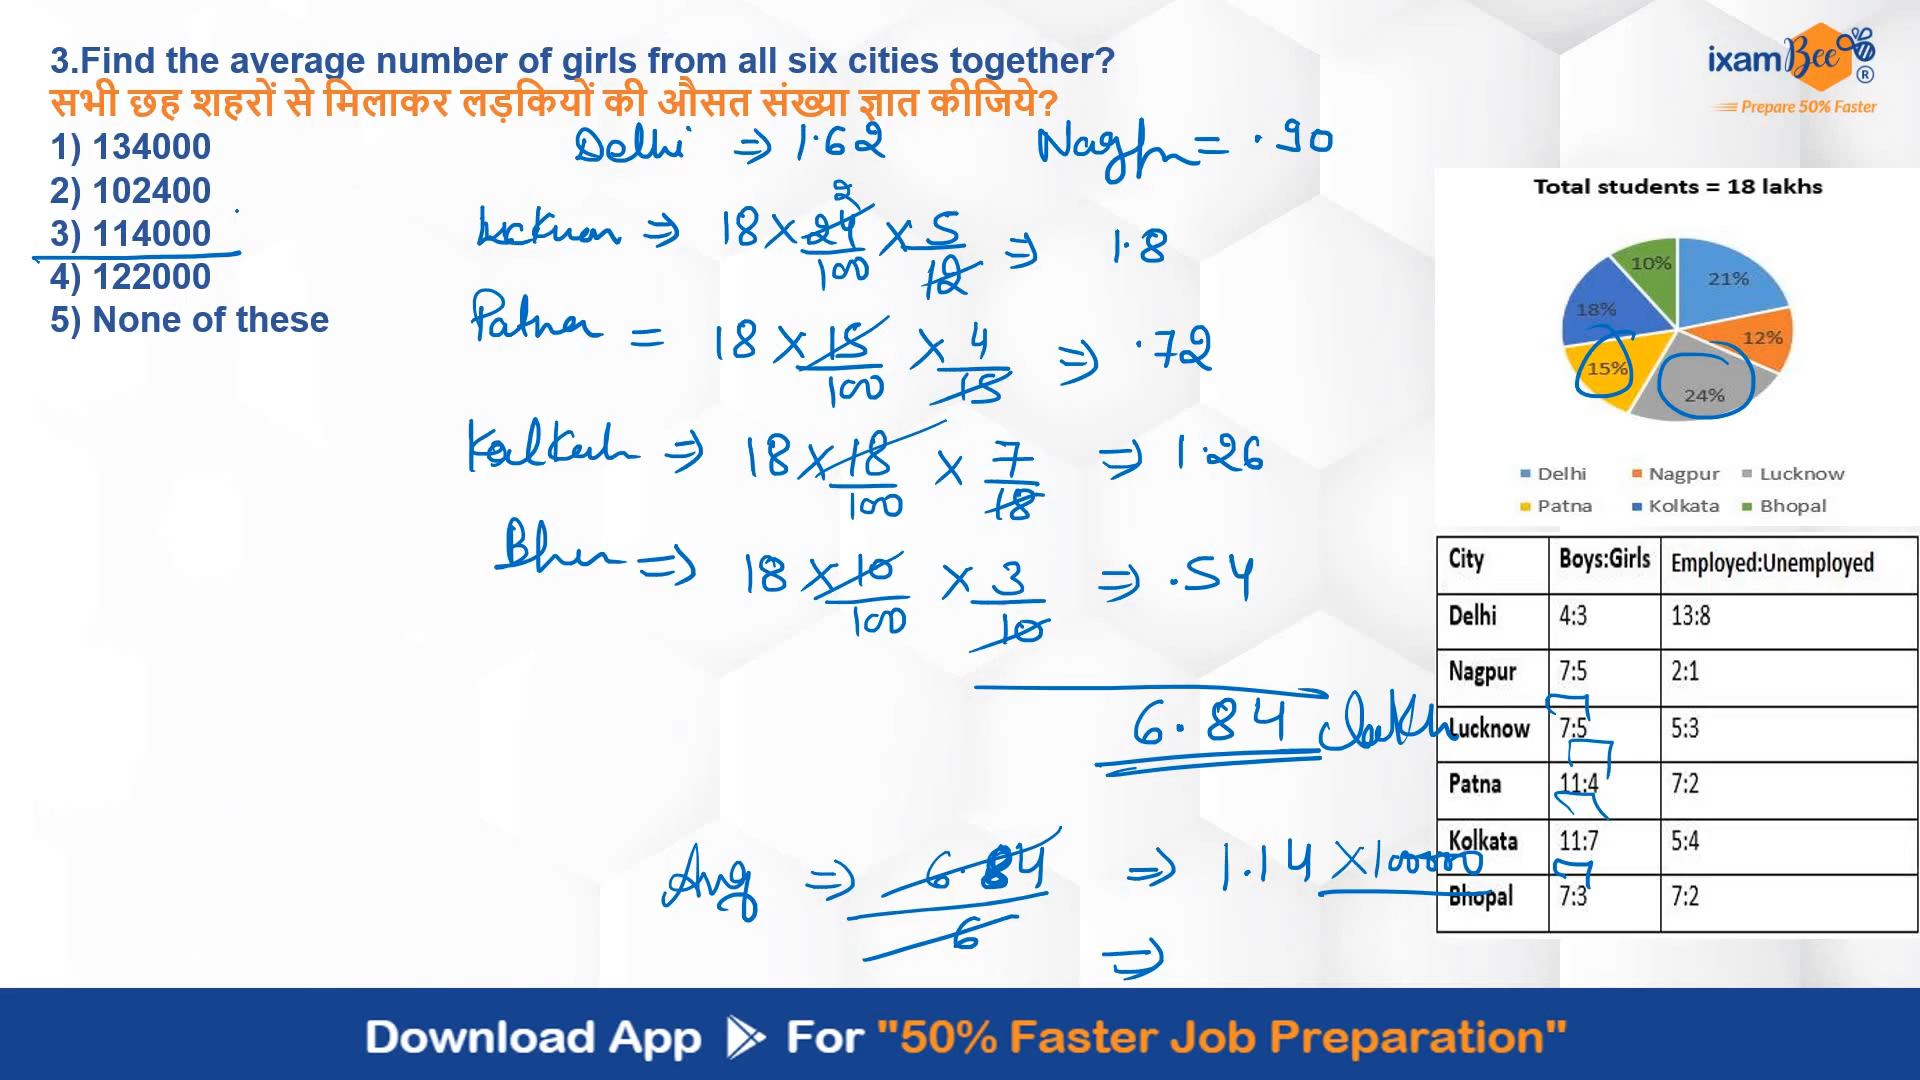 3.Find the average number of girls from all six cities together?
सभी छह शहरों से मिलाकर लड़कियों की औसत संख्या ज्ञात कीजिये?
1) 134000
2) 102400
3) 114000
4) 122000
5) None of these
ixamBee ®
Prepare 50% Faster
Delhi ⇒ 1.62
Nagpur = .90
⇒ 18 × 24/100 × 5/12 ⇒ 1.8
2
Patna = 18 × 15/100 × 4/15 ⇒ .72
⇒ 18 × 18/100 × 7/18 ⇒ 1.26
⇒ 18 × 10/100 × 3/10 ⇒ .54
6.84 lakh
Avg ⇒ 6.84/6 ⇒ 1.14 × 100000
⇒
Total students = 18 lakhs
10%
21%
18%
12%
15%
24%
Delhi Nagpur Lucknow
Patna Kolkata Bhopal
City Boys:Girls Employed:Unemployed
Delhi 4:3 13:8
Nagpur 7:5 2:1
Lucknow 7:5 5:3
Patna 11:4 7:2
Kolkata 11:7 5:4
Bhopal 7:3 7:2
Download App For "50% Faster Job Preparation"